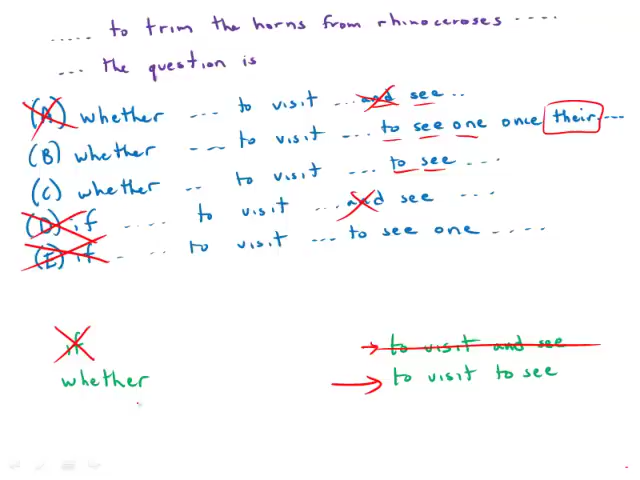 ..... to trim the horns from rhinoceroses ....
... the question is
(A) whether ... to visit ... and see ..
(B) whether ... to visit ... to see one once their ...
(C) whether .. to visit ... to see ...
(D) if .... to visit ... and see ...
(E) if .... to visit ... to see one ....
if → to visit and see
whether → to visit to see